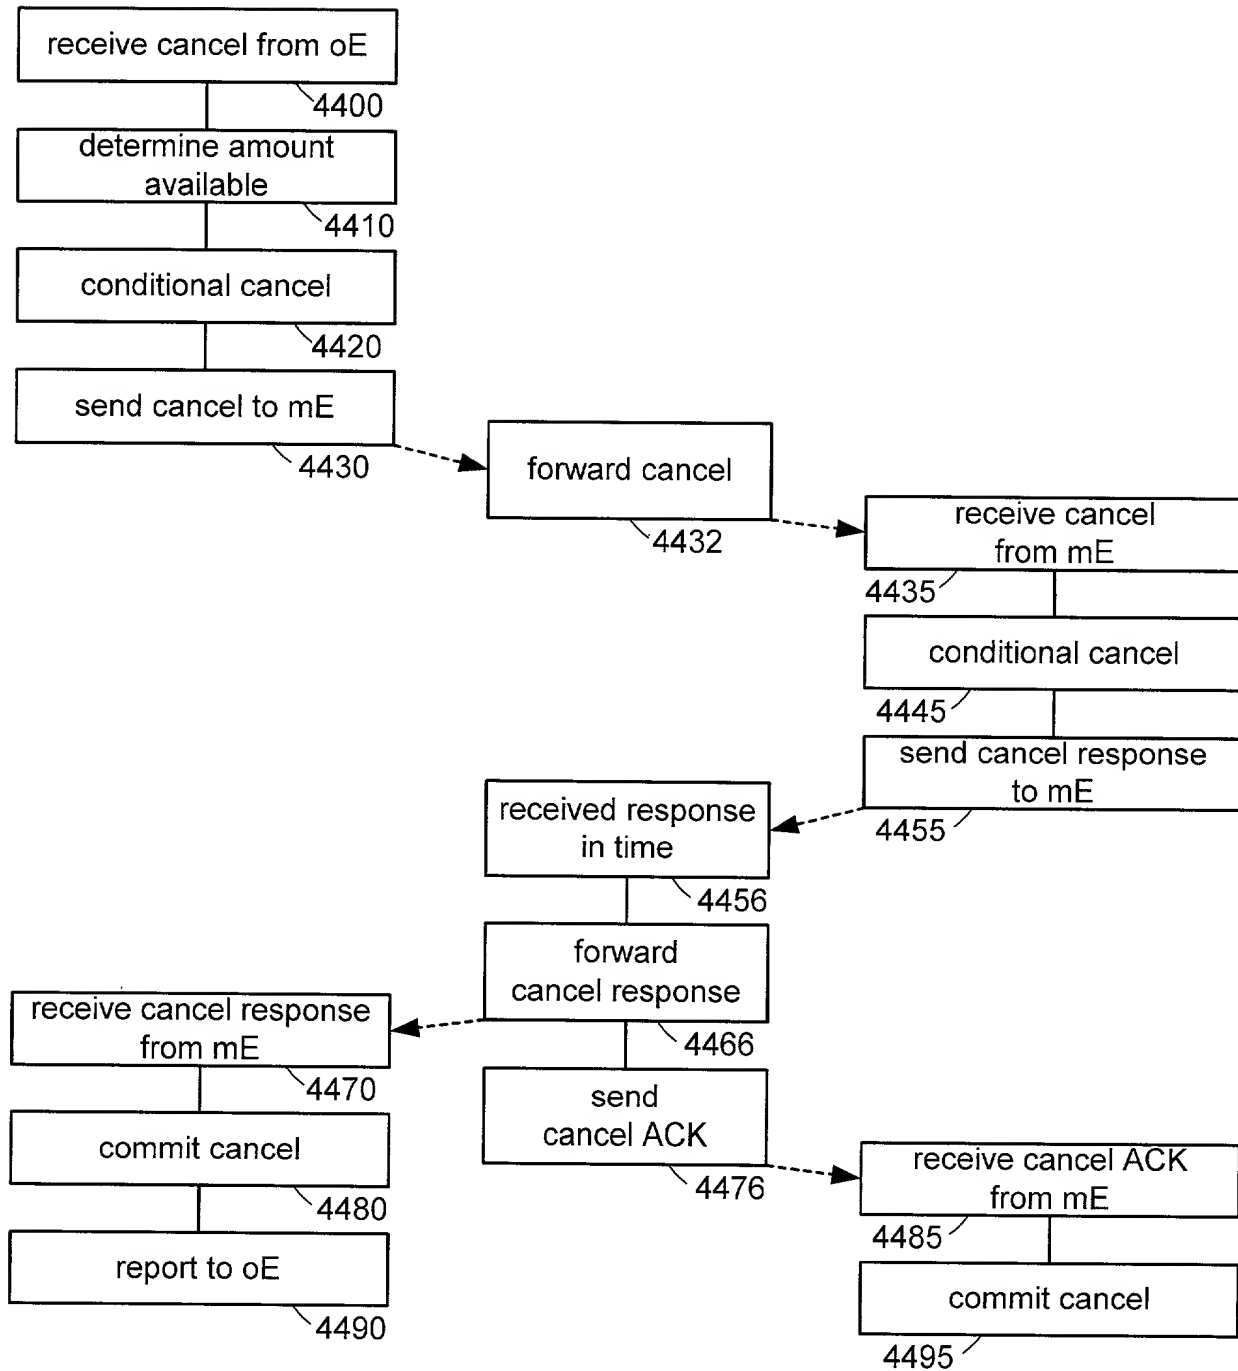 receive cancel from oE
4400
determine amount
available
4410
conditional cancel
4420
send cancel to mE
4430
forward cancel
4432
receive cancel
from mE
4435
conditional cancel
4445
send cancel response
to mE
4455
received response
in time
4456
forward
cancel response
4466
receive cancel response
from mE
4470
send
cancel ACK
4476
commit cancel
4480
receive cancel ACK
from mE
4485
report to oE
4490
commit cancel
4495